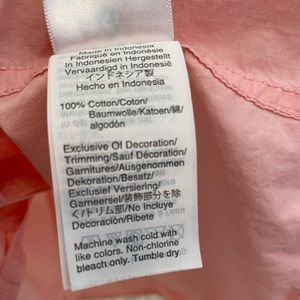 Made in Indonesia
Fabriqué en Indonésie
In Indonesien Hergestellt
Vervaardigd in Indonesië
インドネシア製
Hecho en Indonesia
100% Cotton/Coton/
Baumwolle/Katoen/綿/
algodón
Exclusive Of Decoration/
Trimming/Sauf Décoration/
Garnitures/Ausgenommen
Dekoration/Besatz/
Exclusief Versiering/
Garneersel/装飾部分を除
く/トリム部/No Incluye
Decoración/Ribete
Machine wash cold with
like colors. Non-chlorine
bleach only. Tumble dry